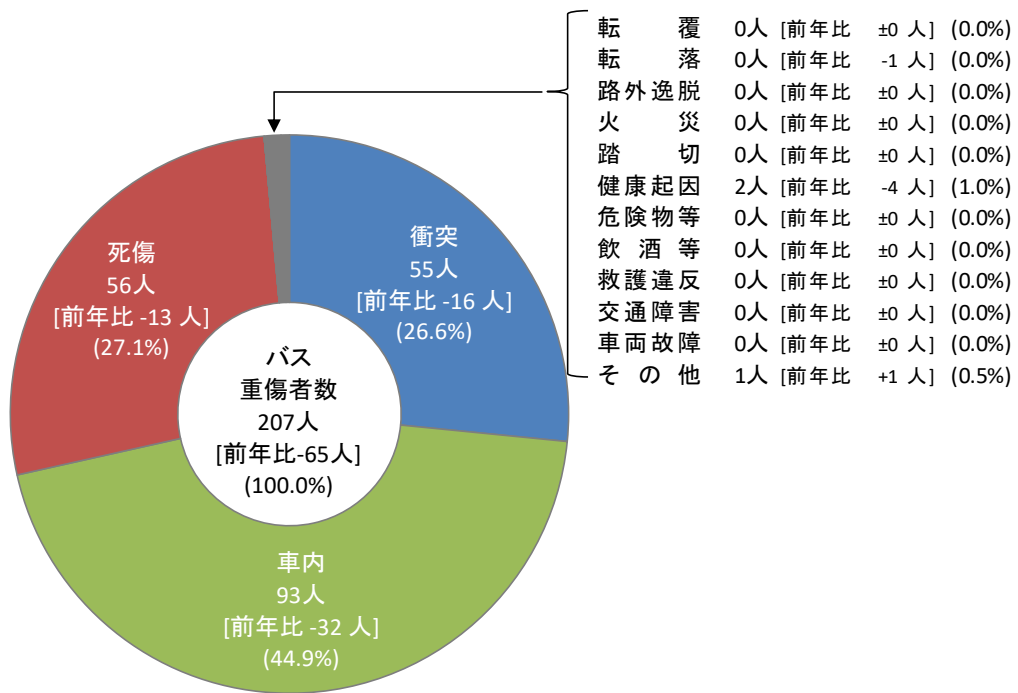 転覆 0人 [前年比 ±0 人] (0.0%)
転落 0人 [前年比 -1 人] (0.0%)
路外逸脱 0人 [前年比 ±0 人] (0.0%)
火災 0人 [前年比 ±0 人] (0.0%)
踏切 0人 [前年比 ±0 人] (0.0%)
健康起因 2人 [前年比 -4 人] (1.0%)
危険物等 0人 [前年比 ±0 人] (0.0%)
飲酒等 0人 [前年比 ±0 人] (0.0%)
救護違反 0人 [前年比 ±0 人] (0.0%)
交通障害 0人 [前年比 ±0 人] (0.0%)
車両故障 0人 [前年比 ±0 人] (0.0%)
その他 1人 [前年比 +1 人] (0.5%)
衝突
55人
[前年比 -16 人]
(26.6%)
死傷
56人
[前年比 -13 人]
(27.1%)
バス
重傷者数
207人
[前年比-65人]
(100.0%)
車内
93人
[前年比 -32 人]
(44.9%)